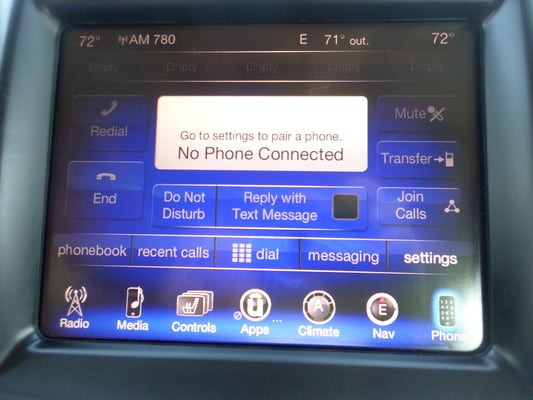 72° AM 780 E 71° out. 72°
Empty Empty Empty Empty Empty
Redial
Go to settings to pair a phone.
No Phone Connected
Mute
Transfer
End
Do Not
Disturb
Reply with
Text Message
Join
Calls
phonebook recent calls dial messaging settings
Radio Media Controls Apps ... Climate Nav Phone
A
E